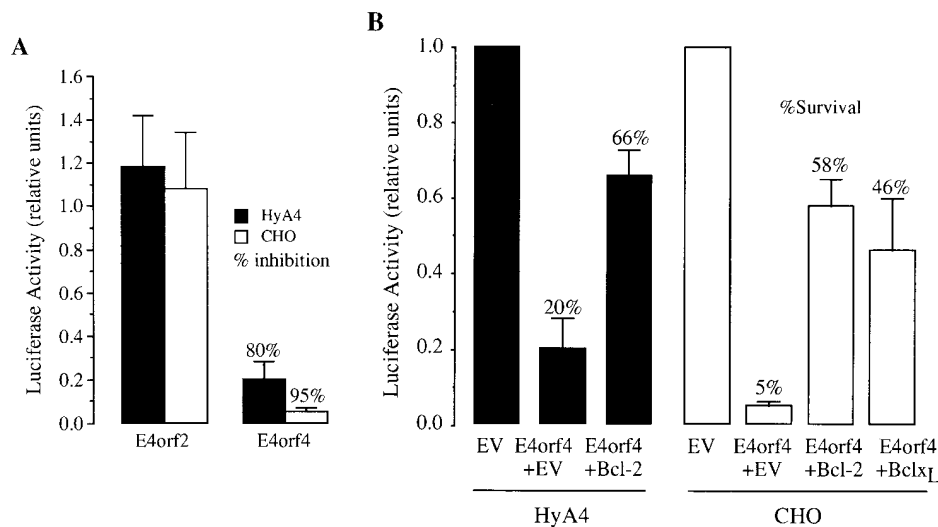 A
Luciferase Activity (relative units)
1.6
1.4
1.2
1.0
0.8
0.6
0.4
0.2
0.0
HyA4
CHO
% inhibition
80%
95%
E4orf2
E4orf4
B
Luciferase Activity (relative units)
1.0
0.8
0.6
0.4
0.2
0.0
%Survival
20%
66%
5%
58%
46%
EV
E4orf4
+EV
E4orf4
+Bcl-2
EV
E4orf4
+EV
E4orf4
+Bcl-2
E4orf4
+BclxL
HyA4
CHO